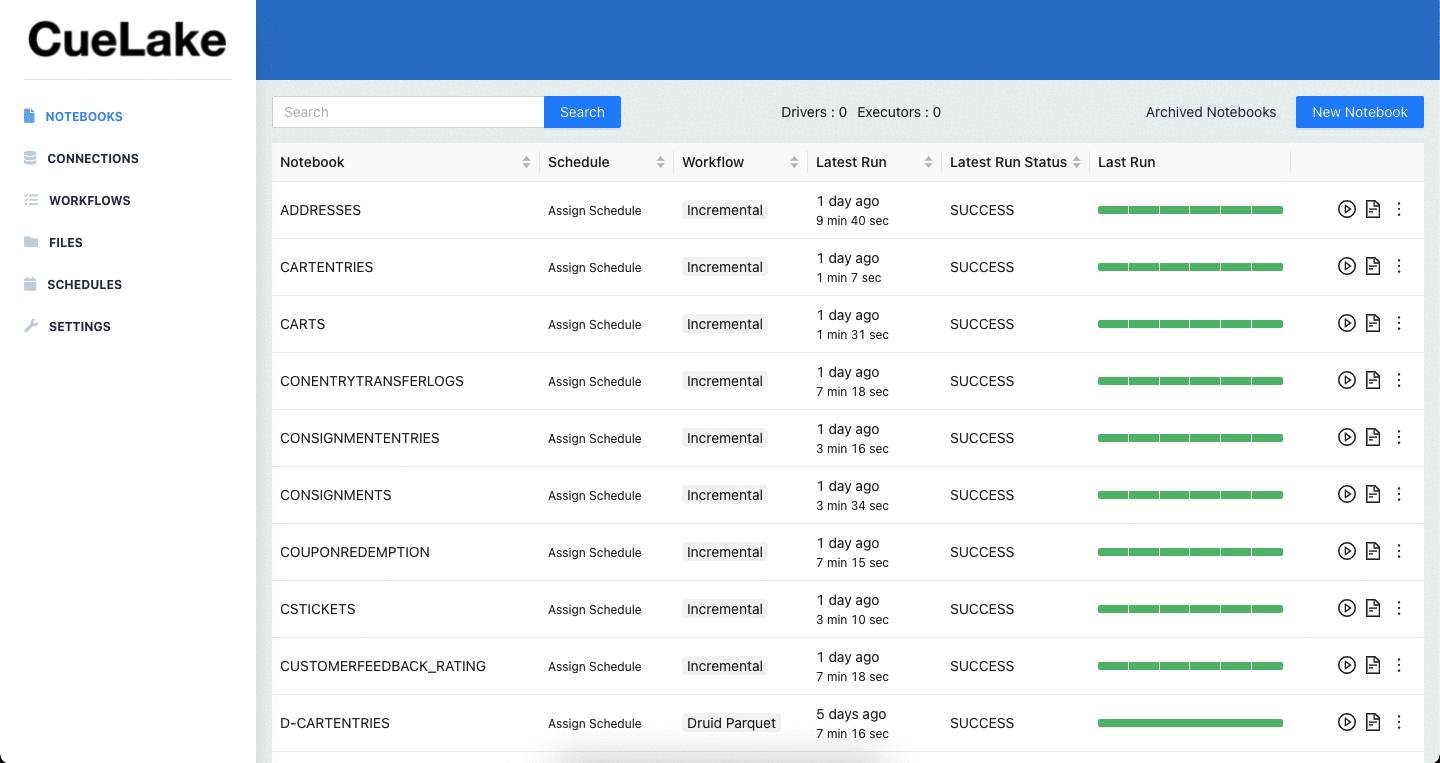 CueLake
NOTEBOOKS
CONNECTIONS
WORKFLOWS
FILES
SCHEDULES
SETTINGS
Search Search Drivers : 0 Executors : 0 Archived Notebooks New Notebook
Notebook Schedule Workflow Latest Run Latest Run Status Last Run
ADDRESSES Assign Schedule Incremental 1 day ago SUCCESS
9 min 40 sec
CARTENTRIES Assign Schedule Incremental 1 day ago SUCCESS
1 min 7 sec
CARTS Assign Schedule Incremental 1 day ago SUCCESS
1 min 31 sec
CONENTRYTRANSFERLOGS Assign Schedule Incremental 1 day ago SUCCESS
7 min 18 sec
CONSIGNMENTENTRIES Assign Schedule Incremental 1 day ago SUCCESS
3 min 16 sec
CONSIGNMENTS Assign Schedule Incremental 1 day ago SUCCESS
3 min 34 sec
COUPONREDEMPTION Assign Schedule Incremental 1 day ago SUCCESS
7 min 15 sec
CSTICKETS Assign Schedule Incremental 1 day ago SUCCESS
3 min 10 sec
CUSTOMERFEEDBACK_RATING Assign Schedule Incremental 1 day ago SUCCESS
7 min 18 sec
D-CARTENTRIES Assign Schedule Druid Parquet 5 days ago SUCCESS
7 min 16 sec